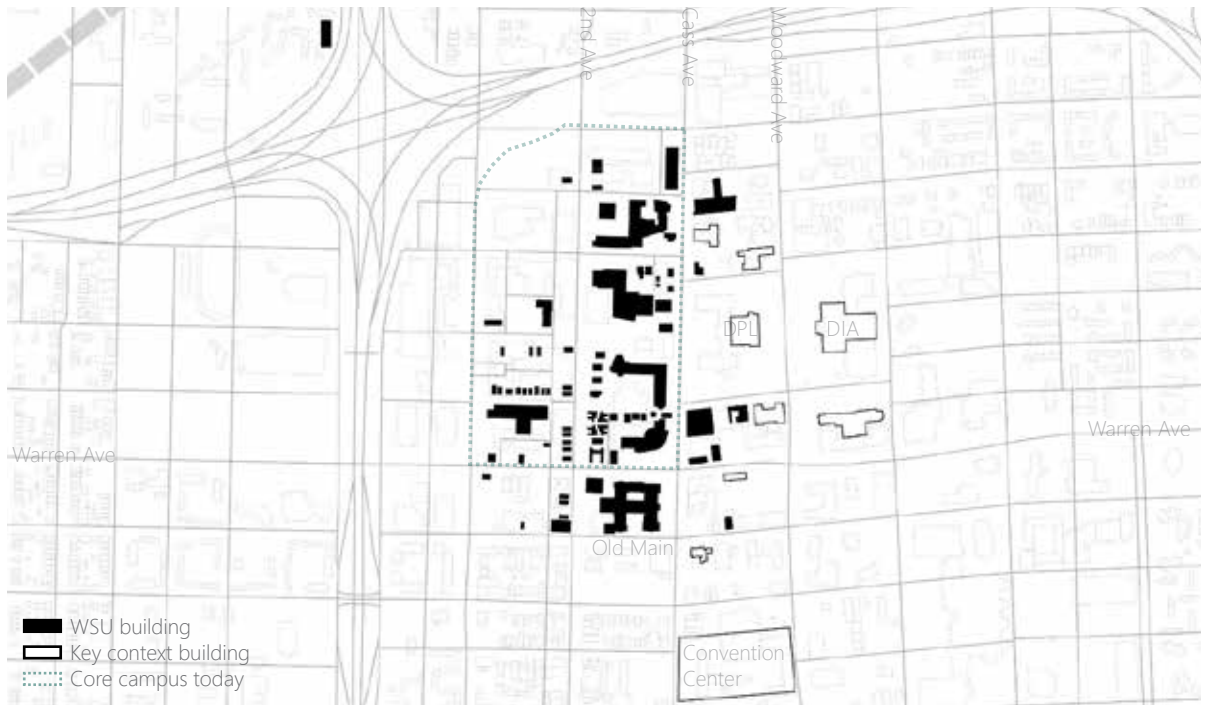 2nd Ave
Cass Ave
Woodward Ave
DPL
DIA
Warren Ave
Warren Ave
Old Main
WSU building
Key context building
Core campus today
Convention
Center